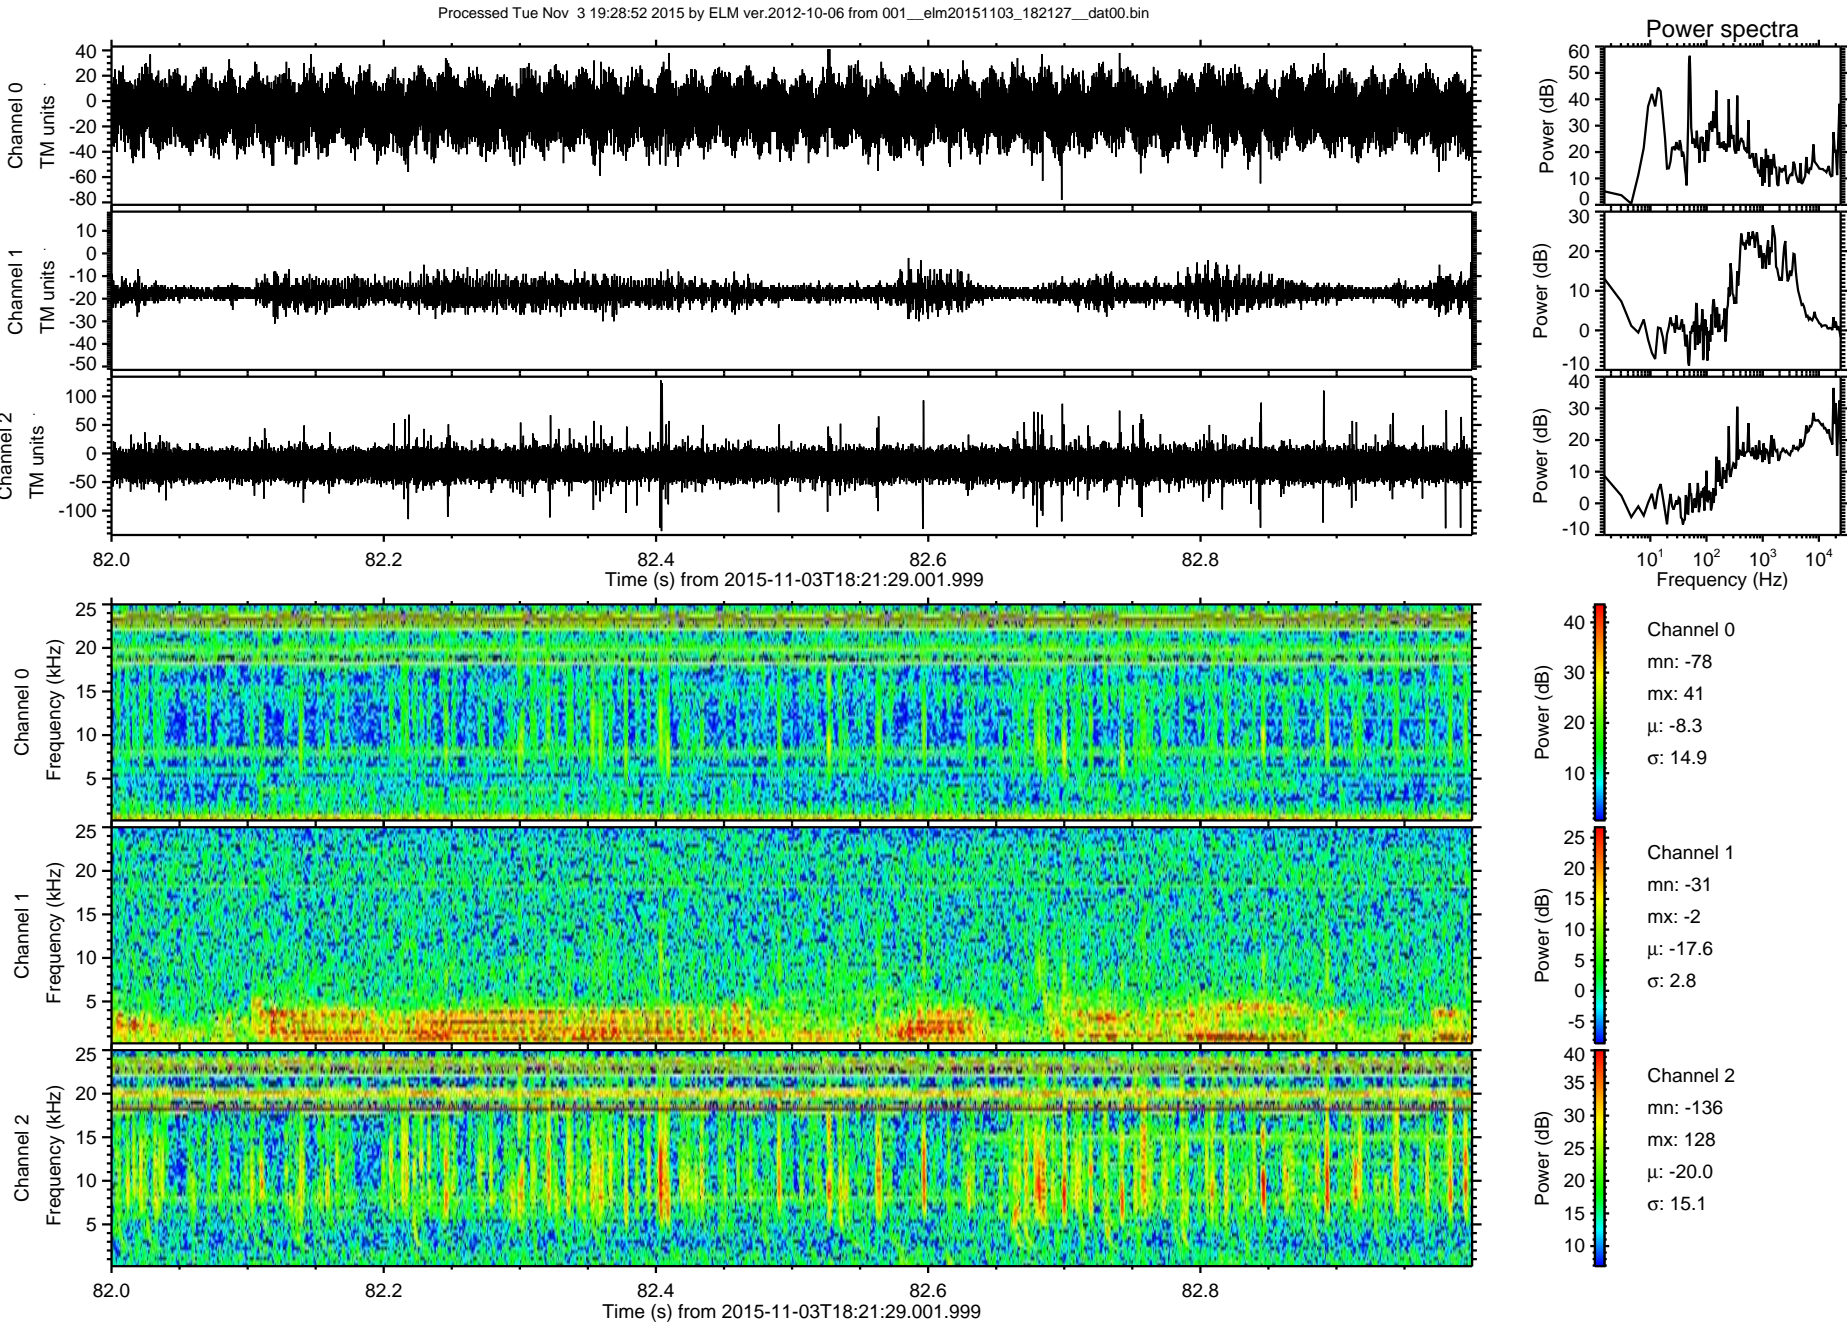 Processed Tue Nov  3 19:28:52 2015 by ELM ver.2012-10-06 from 001__elm20151103_182127__dat00.bin
Power spectra
Channel 0
TM units
40
20
0
-20
-40
-60
-80
Power (dB)
60
50
40
30
20
10
0
Channel 1
TM units
10
0
-10
-20
-30
-40
-50
Power (dB)
30
20
10
0
-10
Channel 2
TM units
100
50
0
-50
-100
Power (dB)
40
30
20
10
0
-10
82.0 82.2 82.4 82.6 82.8
Time (s) from 2015-11-03T18:21:29.001.999
10¹ 10² 10³ 10⁴
Frequency (Hz)
Channel 0
Frequency (kHz)
25
20
15
10
5
Power (dB)
40
30
20
10
Channel 0
mn: -78
mx: 41
μ: -8.3
σ: 14.9
Channel 1
Frequency (kHz)
25
20
15
10
5
Power (dB)
25
20
15
10
5
0
-5
Channel 1
mn: -31
mx: -2
μ: -17.6
σ: 2.8
Channel 2
Frequency (kHz)
25
20
15
10
5
Power (dB)
40
35
30
25
20
15
10
Channel 2
mn: -136
mx: 128
μ: -20.0
σ: 15.1
82.0 82.2 82.4 82.6 82.8
Time (s) from 2015-11-03T18:21:29.001.999